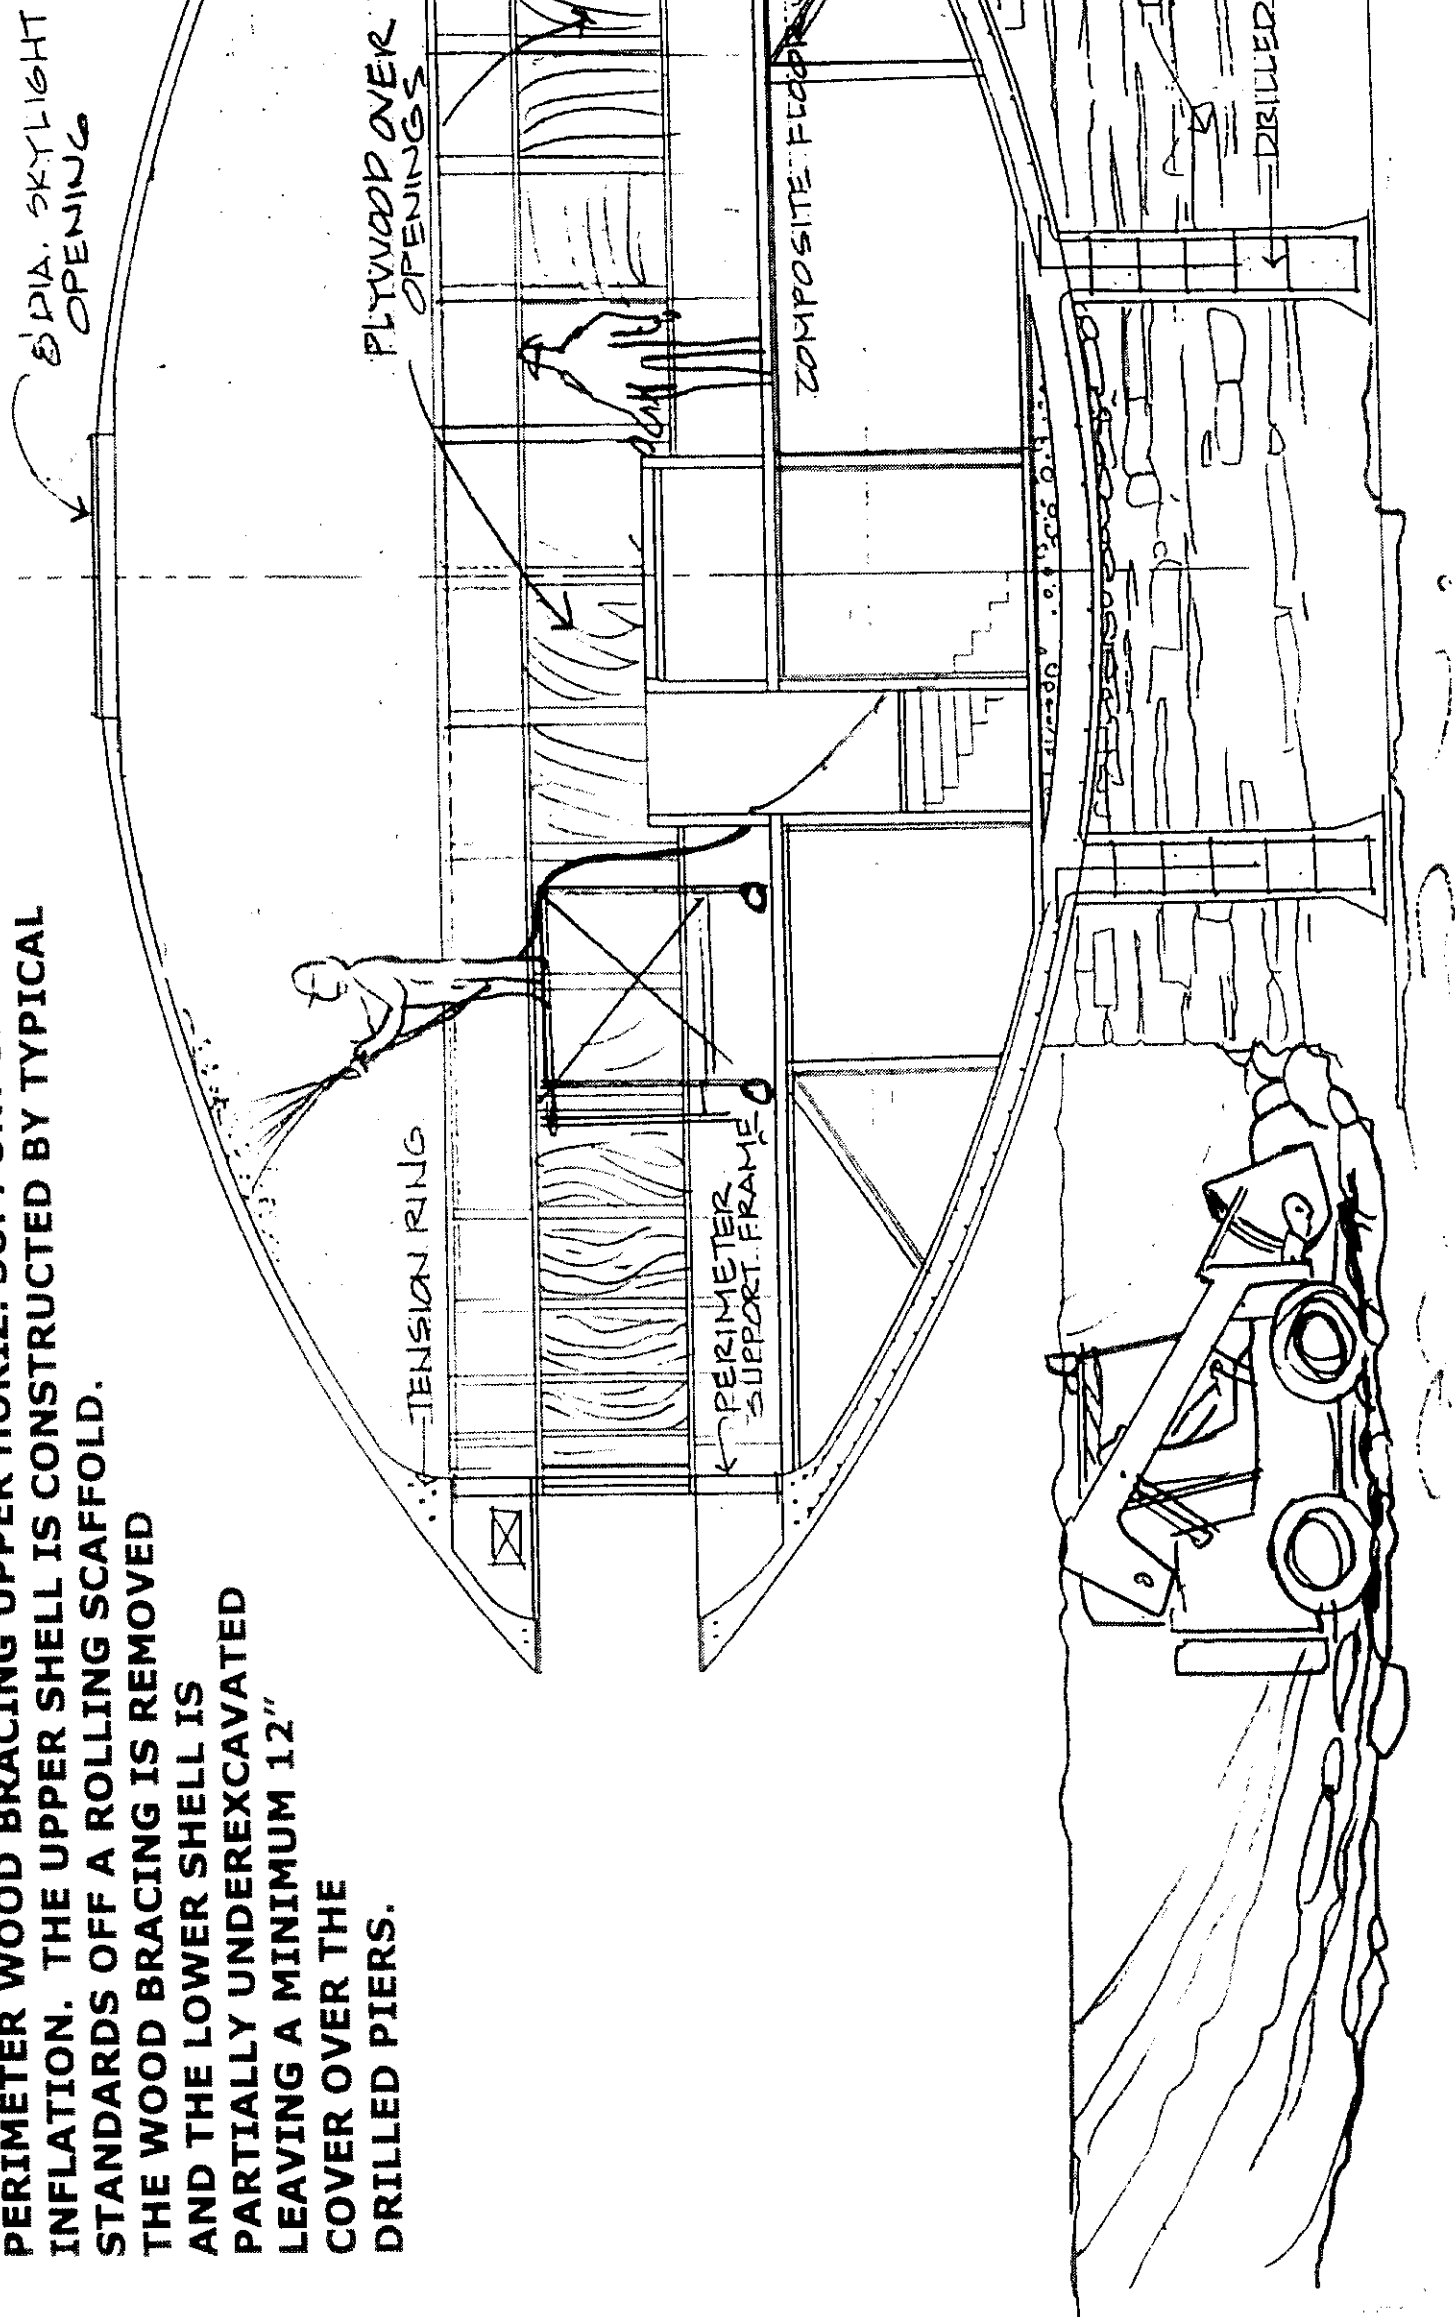 PERIMETER WOOD BRACING UPPER HORIZ.
INFLATION. THE UPPER SHELL IS CONSTRUCTED BY TYPICAL
STANDARDS OFF A ROLLING SCAFFOLD.
THE WOOD BRACING IS REMOVED
AND THE LOWER SHELL IS
PARTIALLY UNDEREXCAVATED
LEAVING A MINIMUM 12"
COVER OVER THE
DRILLED PIERS.
8' DIA. SKYLIGHT
OPENING
PLYWOOD OVER
OPENINGS
TENSION RING
PERIMETER
SUPPORT FRAME
COMPOSITE FLOOR
DRILLED